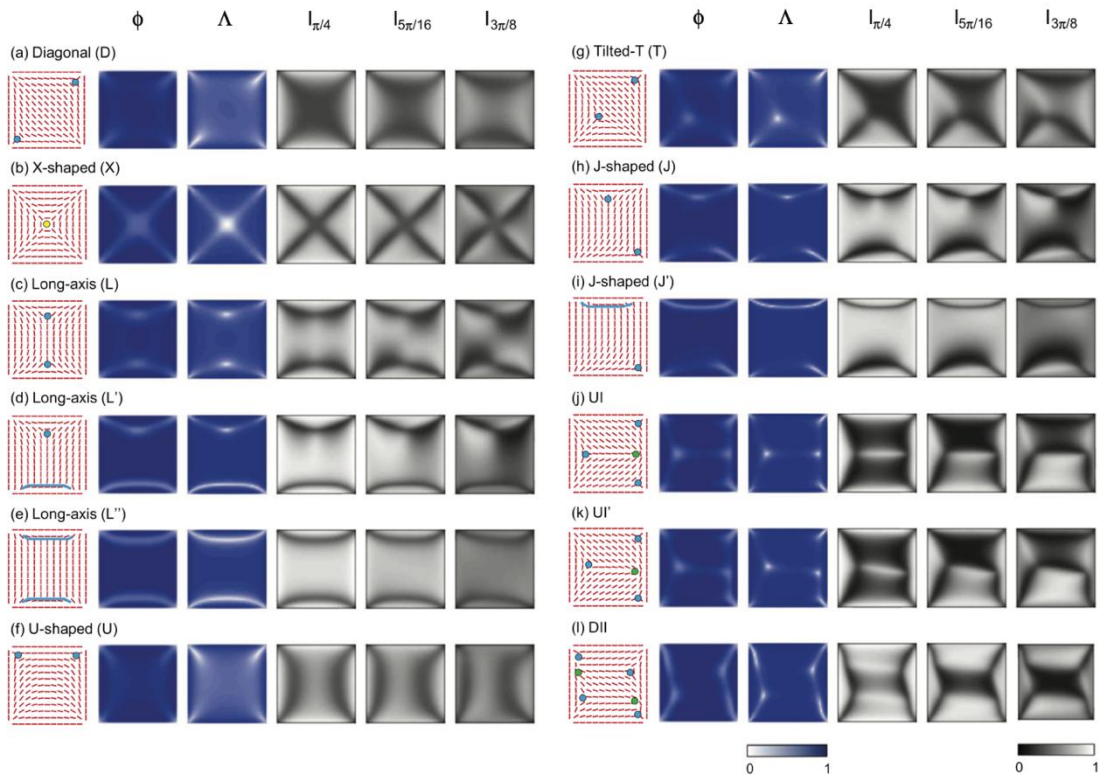 ϕ Λ I_{π/4} I_{5π/16} I_{3π/8}
(a) Diagonal (D)
(b) X-shaped (X)
(c) Long-axis (L)
(d) Long-axis (L')
(e) Long-axis (L'')
(f) U-shaped (U)
ϕ Λ I_{π/4} I_{5π/16} I_{3π/8}
(g) Tilted-T (T)
(h) J-shaped (J)
(i) J-shaped (J')
(j) UI
(k) UI'
(l) DII
0 1
0 1